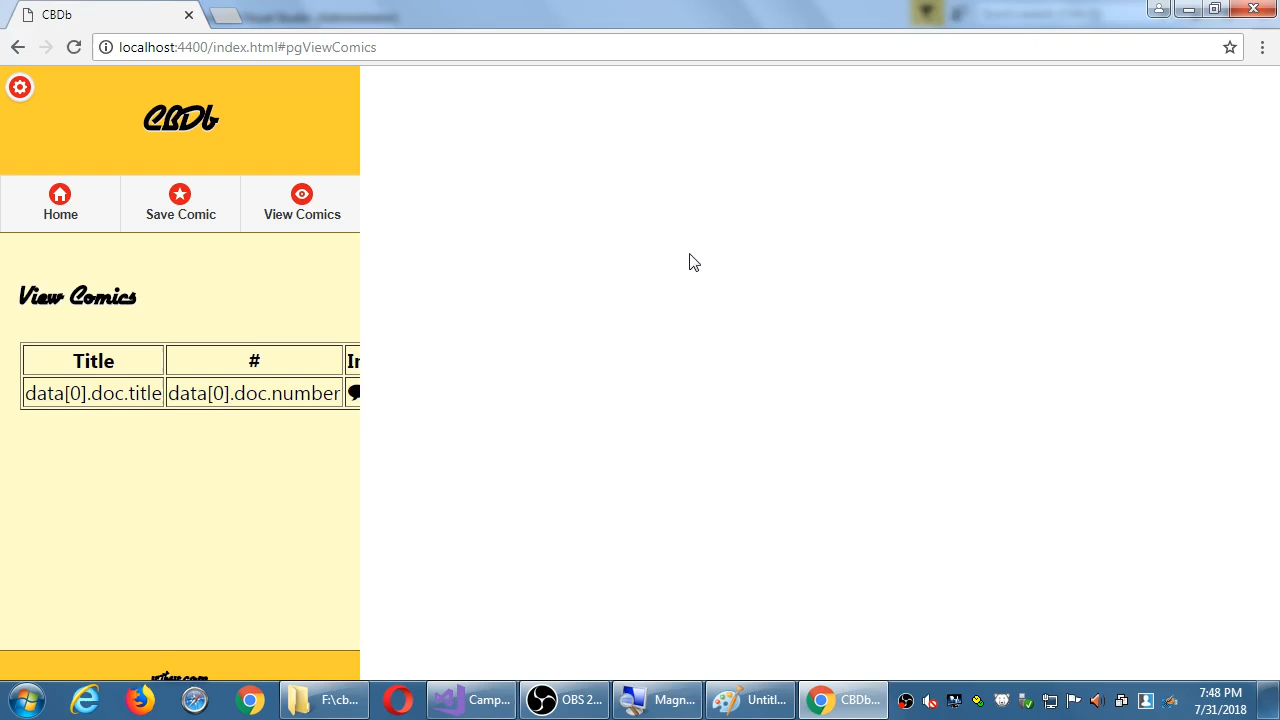 CBDb
localhost:4400/index.html#pgViewComics
CBDb
Home
Save Comic
View Comics
View Comics
Title
#
data[0].doc.title
data[0].doc.number
F:\cb...
Camp...
OBS 2...
Magn...
Untitl...
CBDb...
7:48 PM
7/31/2018